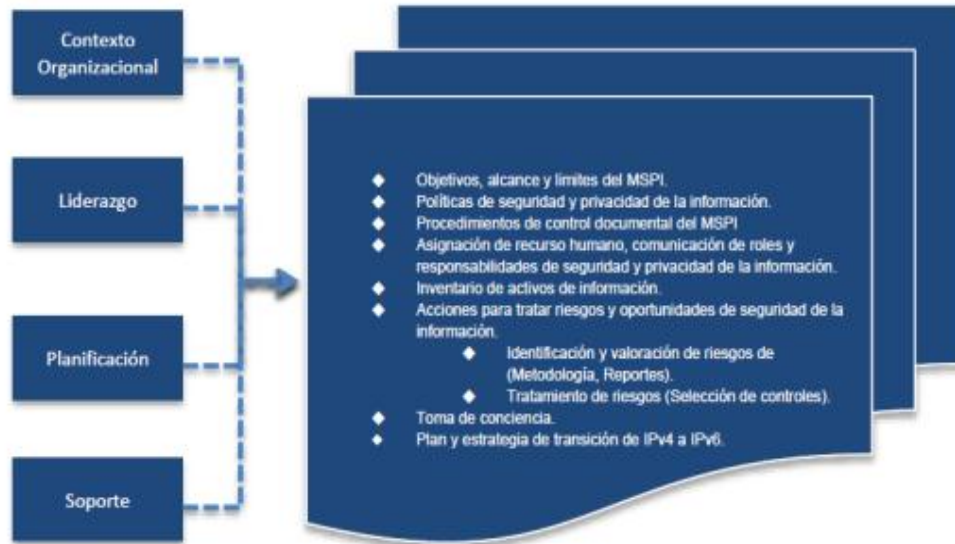 Contexto
Organizacional
Liderazgo
Planificación
Soporte
◆ Objetivos, alcance y limites del MSPI.
◆ Políticas de seguridad y privacidad de la información.
◆ Procedimientos de control documental del MSPI
◆ Asignación de recurso humano, comunicación de roles y
responsabilidades de seguridad y privacidad de la información.
◆ Inventario de activos de información.
◆ Acciones para tratar riesgos y oportunidades de seguridad de la
información.
◆ Identificación y valoración de riesgos de
(Metodología, Reportes).
◆ Tratamiento de riesgos (Selección de controles).
◆ Toma de conciencia.
◆ Plan y estrategia de transición de IPv4 a IPv6.